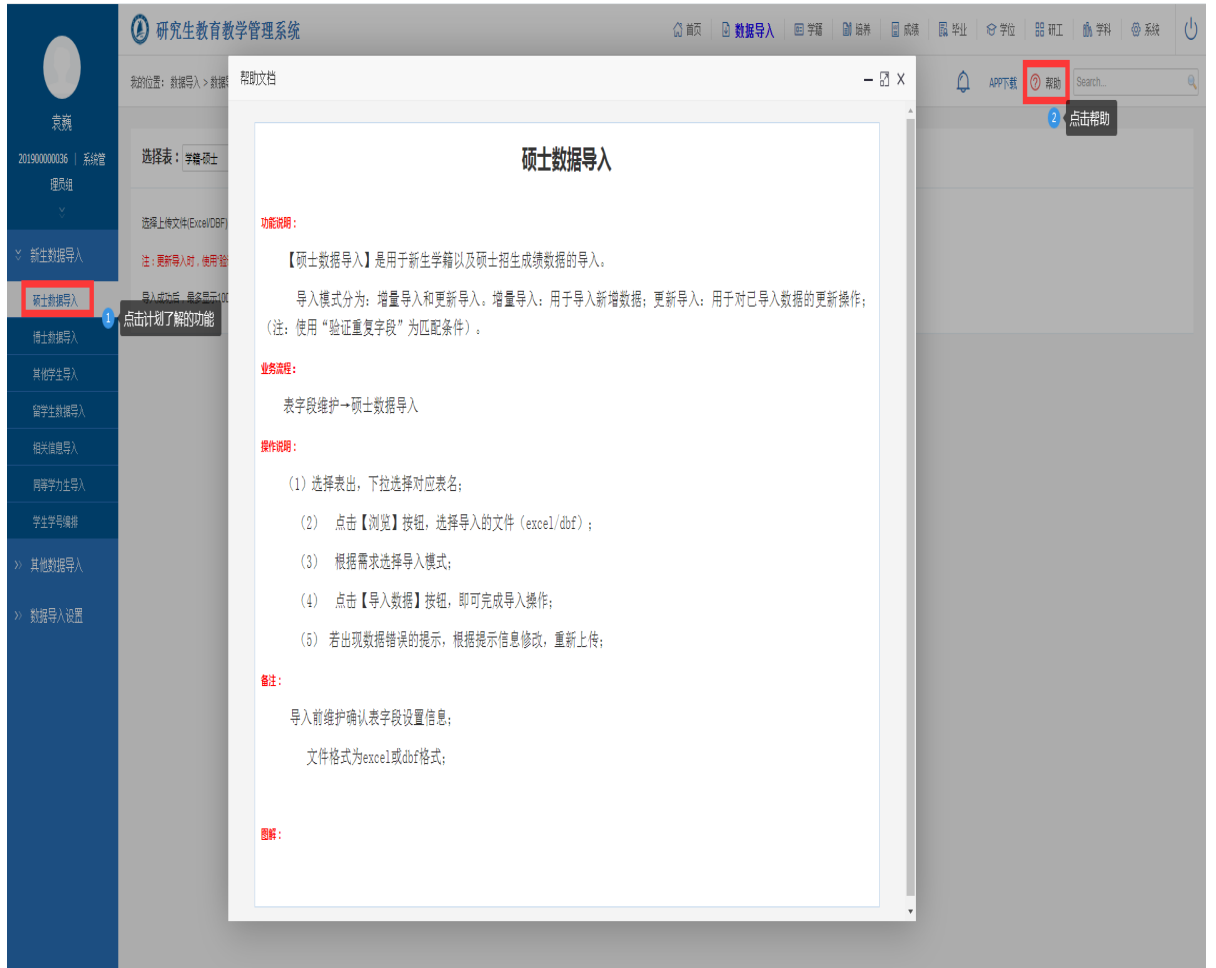 研究生教育教学管理系统
首页 数据导入 学籍 培养 成绩 毕业 学位 研工 学科 系统
袁巍
201900000036 | 系统管
理员组
我的位置：数据导入 > 数据
帮助文档
APP下载 帮助 Search...
2 点击帮助
选择表： 学籍-硕士
选择上传文件(Excel/DBF)
注：更新导入时，使用"验
导入成功后，最多显示100
新生数据导入
硕士数据导入
1 点击计划了解的功能
博士数据导入
其他学生导入
留学生数据导入
相关信息导入
同等学力生导入
学生学号编排
其他数据导入
数据导入设置
硕士数据导入
功能说明：
【硕士数据导入】是用于新生学籍以及硕士招生成绩数据的导入。
导入模式分为：增量导入和更新导入。增量导入：用于导入新增数据；更新导入：用于对已导入数据的更新操作；
（注：使用“验证重复字段”为匹配条件）。
业务流程：
表字段维护→硕士数据导入
操作说明：
（1）选择表出，下拉选择对应表名；
（2） 点击【浏览】按钮，选择导入的文件（excel/dbf）；
（3） 根据需求选择导入模式；
（4） 点击【导入数据】按钮，即可完成导入操作；
（5） 若出现数据错误的提示，根据提示信息修改，重新上传；
备注：
导入前维护确认表字段设置信息；
文件格式为excel或dbf格式；
图解：